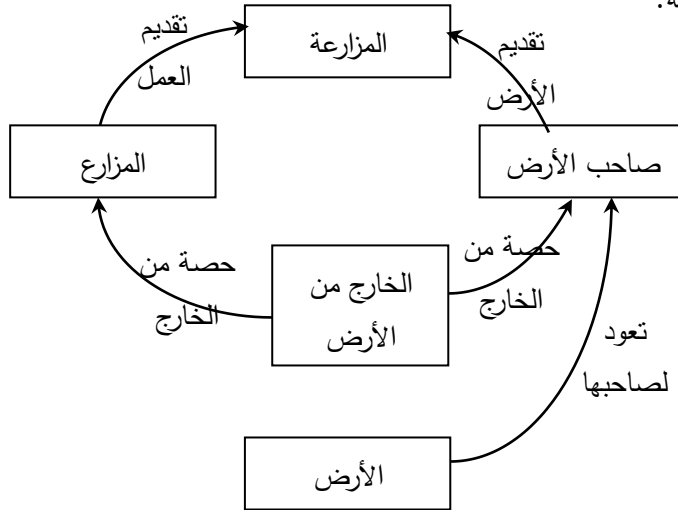 ة.
تقديم
الأرض
المزارعة
تقديم
العمل
صاحب الأرض
المزارع
حصة من
الخارج
الخارج من
الأرض
حصة من
الخارج
تعود
لصاحبها
الأرض